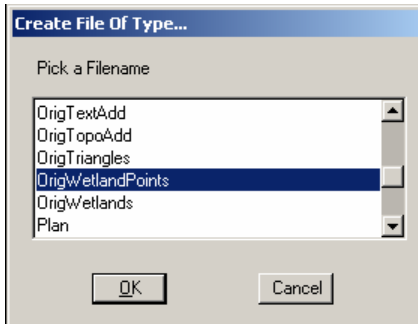 Create File Of Type...
Pick a Filename
OrigTextAdd
OrigTopoAdd
OrigTriangles
OrigWetlandPoints
OrigWetlands
Plan
OK Cancel